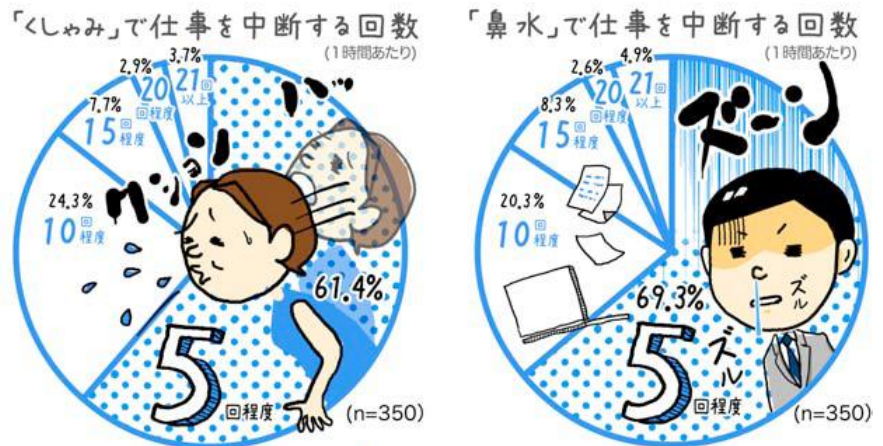 「くしゃみ」で仕事を中断する回数
(1時間あたり)
3.7%
21回以上
2.9%
20回程度
7.7%
15回程度
24.3%
10回程度
ハッ
クション
61.4%
5回程度
(n=350)
「鼻水」で仕事を中断する回数
(1時間あたり)
4.9%
21回以上
2.6%
20回程度
8.3%
15回程度
20.3%
10回程度
ズーン
69.3%
5回程度
ズル
ズル
(n=350)